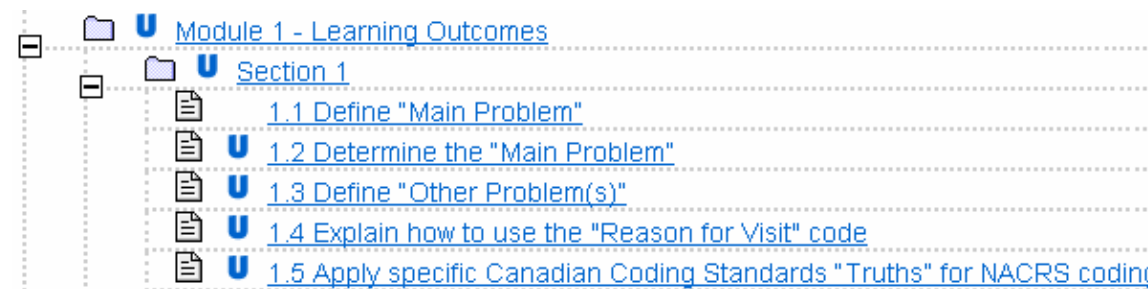 U Module 1 - Learning Outcomes
U Section 1
1.1 Define "Main Problem"
U 1.2 Determine the "Main Problem"
U 1.3 Define "Other Problem(s)"
U 1.4 Explain how to use the "Reason for Visit" code
U 1.5 Apply specific Canadian Coding Standards "Truths" for NACRS coding